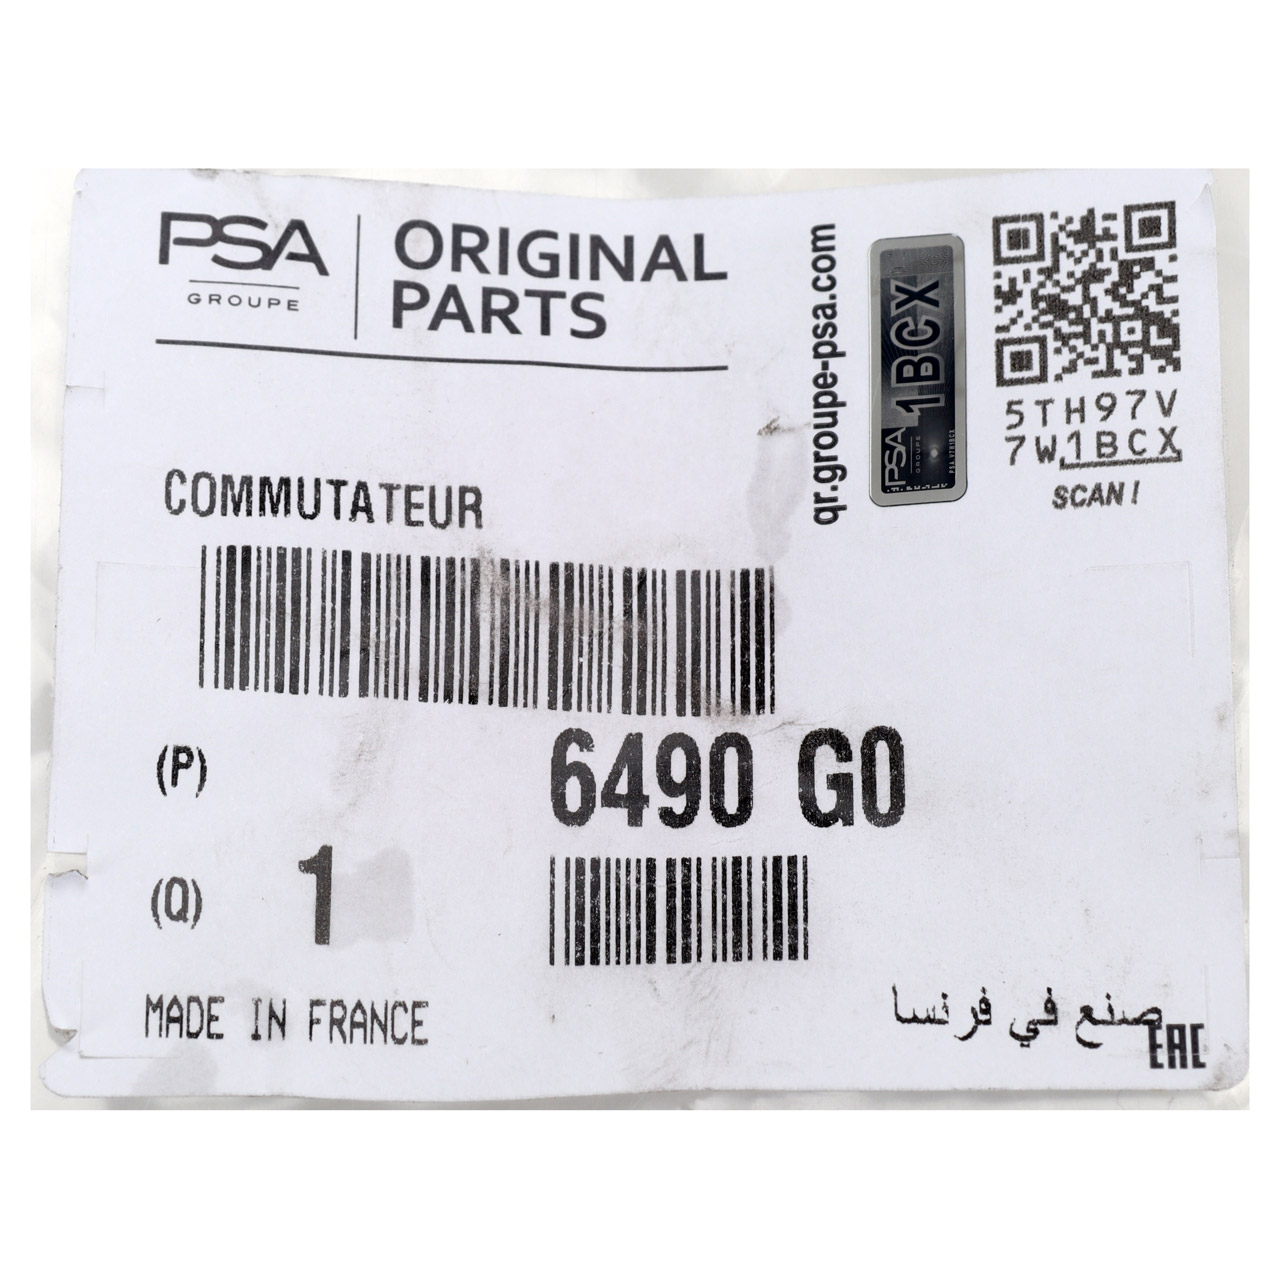 PSA
GROUPE
ORIGINAL
PARTS
qr.groupe-psa.com
1BCX
PSA
GROUPE
5TH97V
7W1BCX
SCAN!
COMMUTATEUR
(P)
6490 G0
(Q)
1
MADE IN FRANCE
صنع في فرنسا
EAC